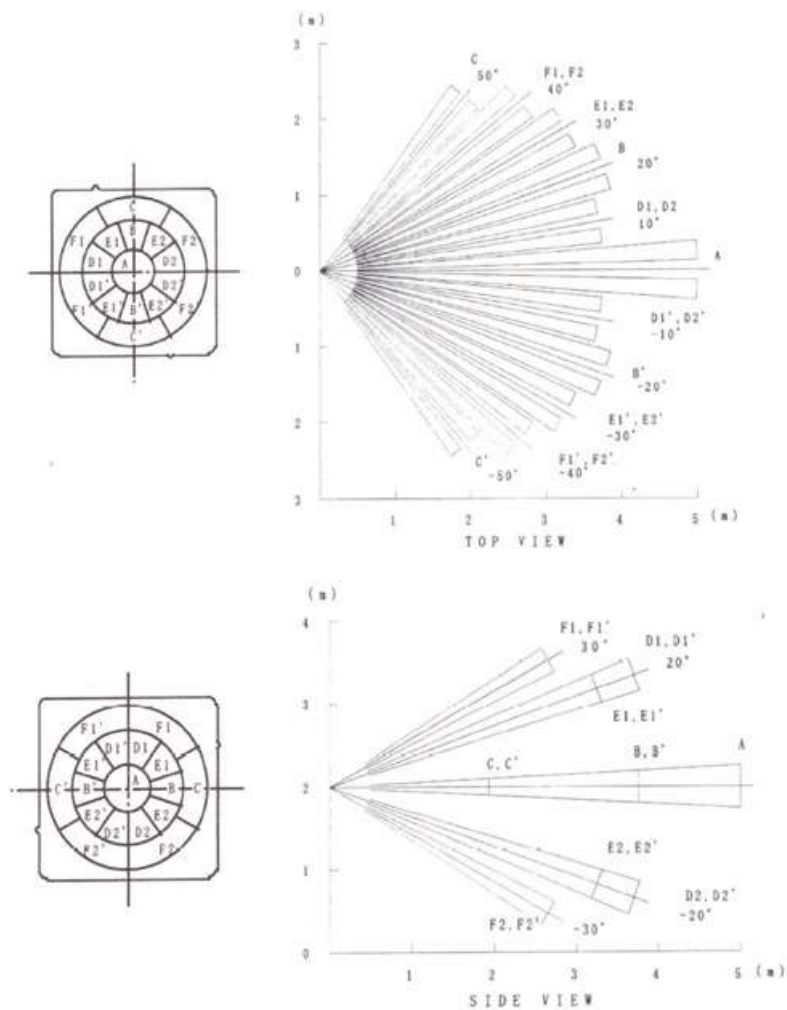 (m)
3
C
50°
F1,F2
40°
E1,E2
30°
2
B
20°
C
B
F1
E1
E2
F2
1
D1,D2
10°
D1
A
D2
A
0
D1'
D2'
F1'
E1'
B'
E2'
F2
C'
D1',D2'
-10°
1
B'
-20°
E1',E2'
-30°
2
F1',F2'
-40°
C'
-50°
3
1
2
3
4
5
(m)
TOP VIEW
(m)
4
F1,F1'
30°
D1,D1'
20°
F1'
F1
3
D1'
D1
E1,E1'
E1'
E1
A
C,C'
B,B'
A
C'
B'
B
C
2
E2'
E2
D2'
D2
E2,E2'
F2'
F2
1
D2,D2'
-20°
F2,F2'
-30°
0
1
2
3
4
5
(m)
SIDE VIEW